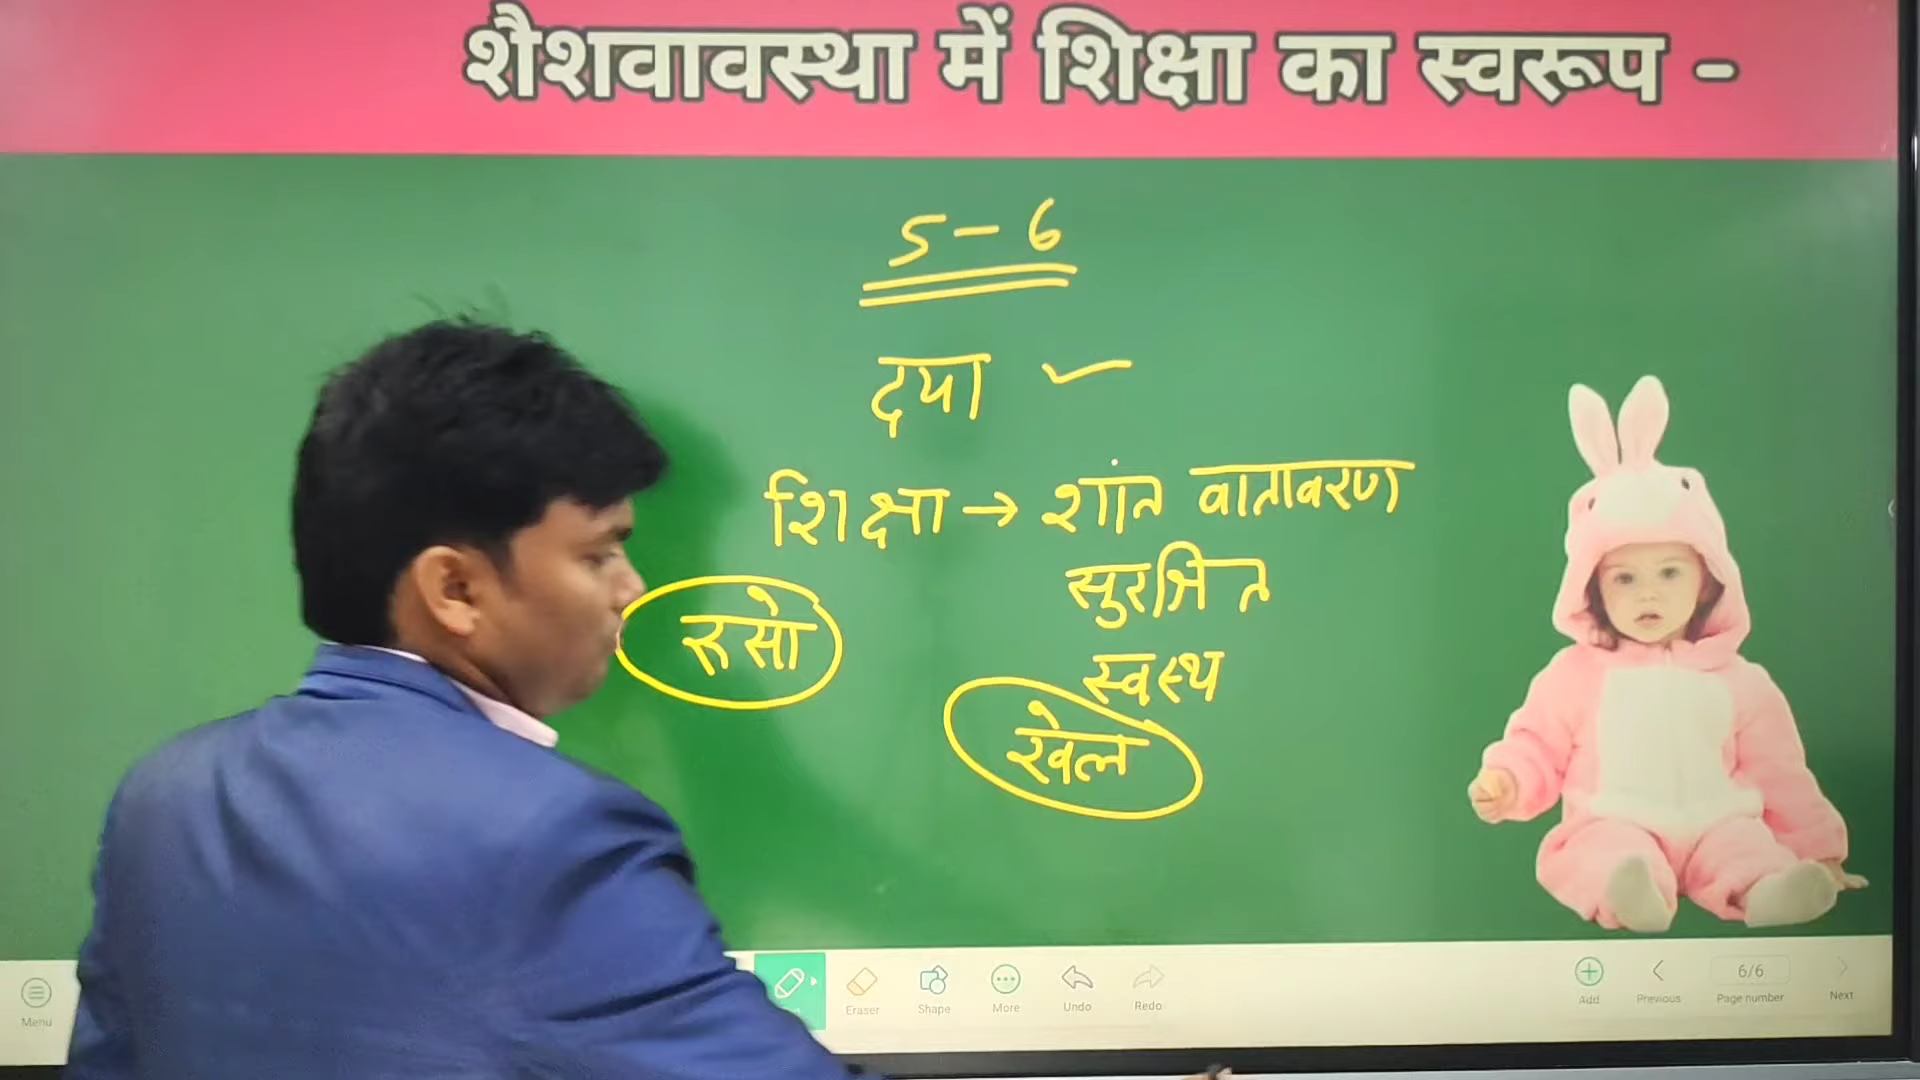 शैशवावस्था में शिक्षा का स्वरूप -
5 - 6
दया
शिक्षा → शांत वातावरण
सुरक्षित
रूसो
स्वस्थ
खेल
Menu
Eraser
Shape
More
Undo
Redo
Add
Previous
6/6
Page number
Next